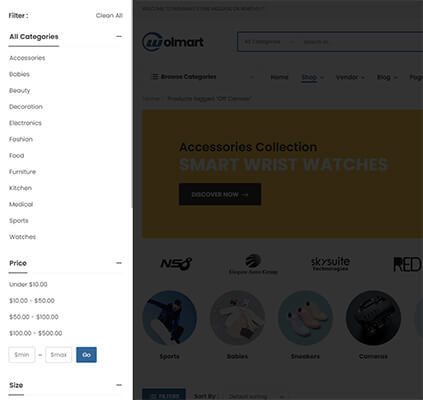 Filter :
Clean All
All Categories
Accessories
Babies
Beauty
Decoration
Electronics
Fashion
Food
Furniture
Kitchen
Medical
Sports
Watches
Price
Under $10.00
$10.00 - $50.00
$50.00 - $100.00
$100.00 - $500.00
$min – $max Go
Size
WELCOME TO WOLMART STORE MESSAGE OR REMOVE IT!
Wolmart
All Categories
Search in...
Browse Categories
Home Shop Vendor Blog Pages
Home Products tagged "Off Canvas"
Accessories Collection
SMART WRIST WATCHES
DISCOVER NOW →
NS8
skysuite
Technologies
RED
Sports Babies Sneakers Cameras
FILTERS Sort By : Default sorting